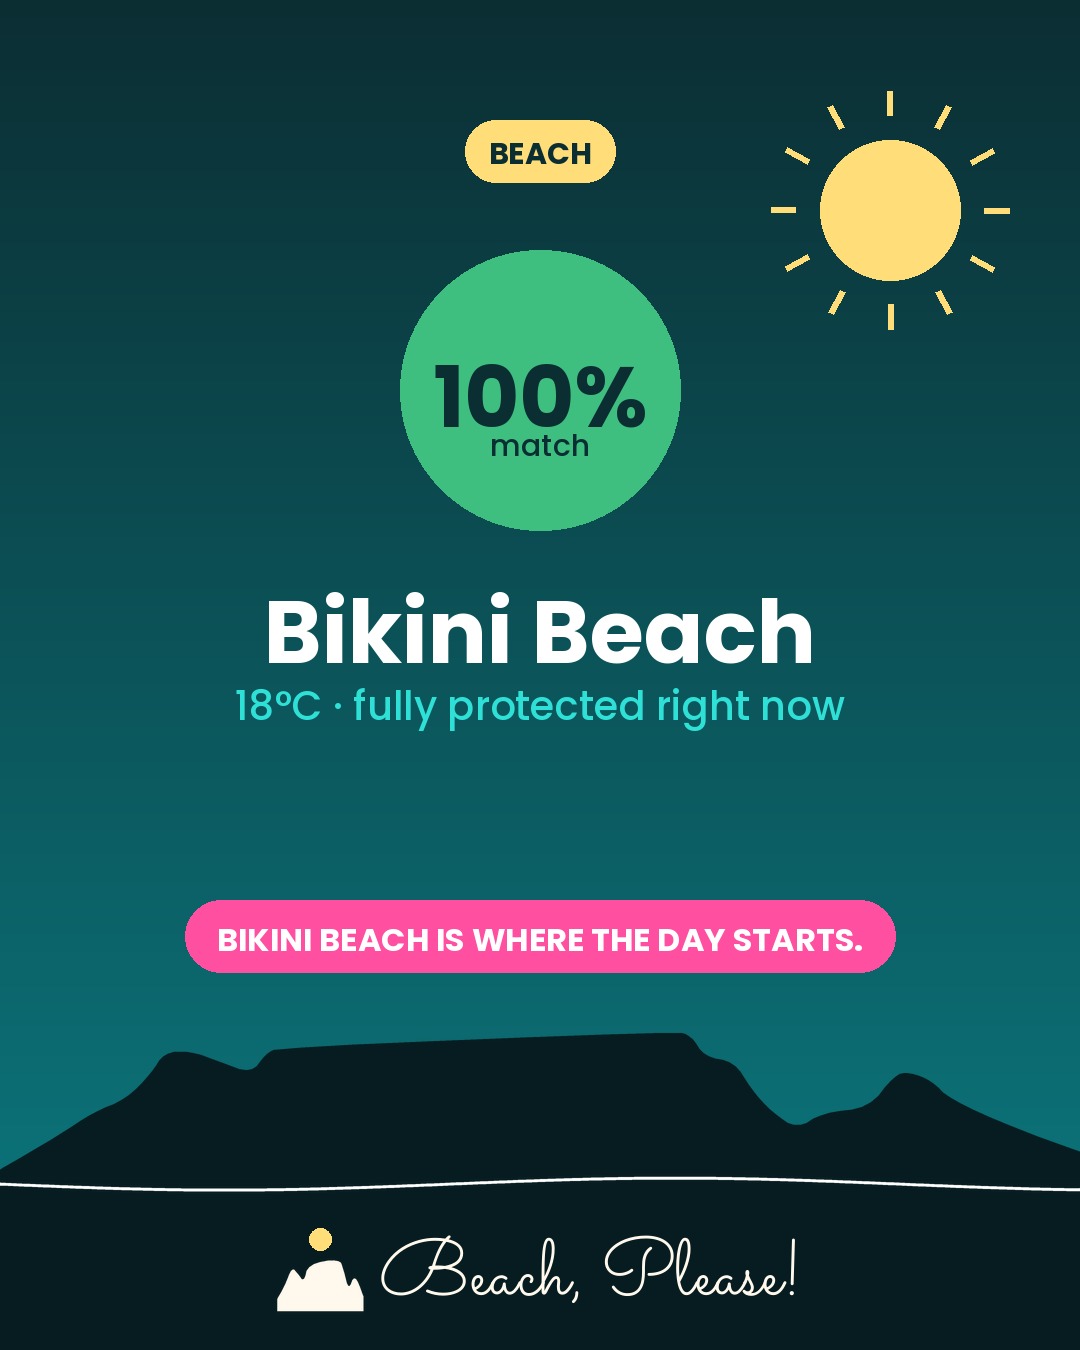 BEACH
100%
match
Bikini Beach
18°C · fully protected right now
BIKINI BEACH IS WHERE THE DAY STARTS.
Beach, Please!